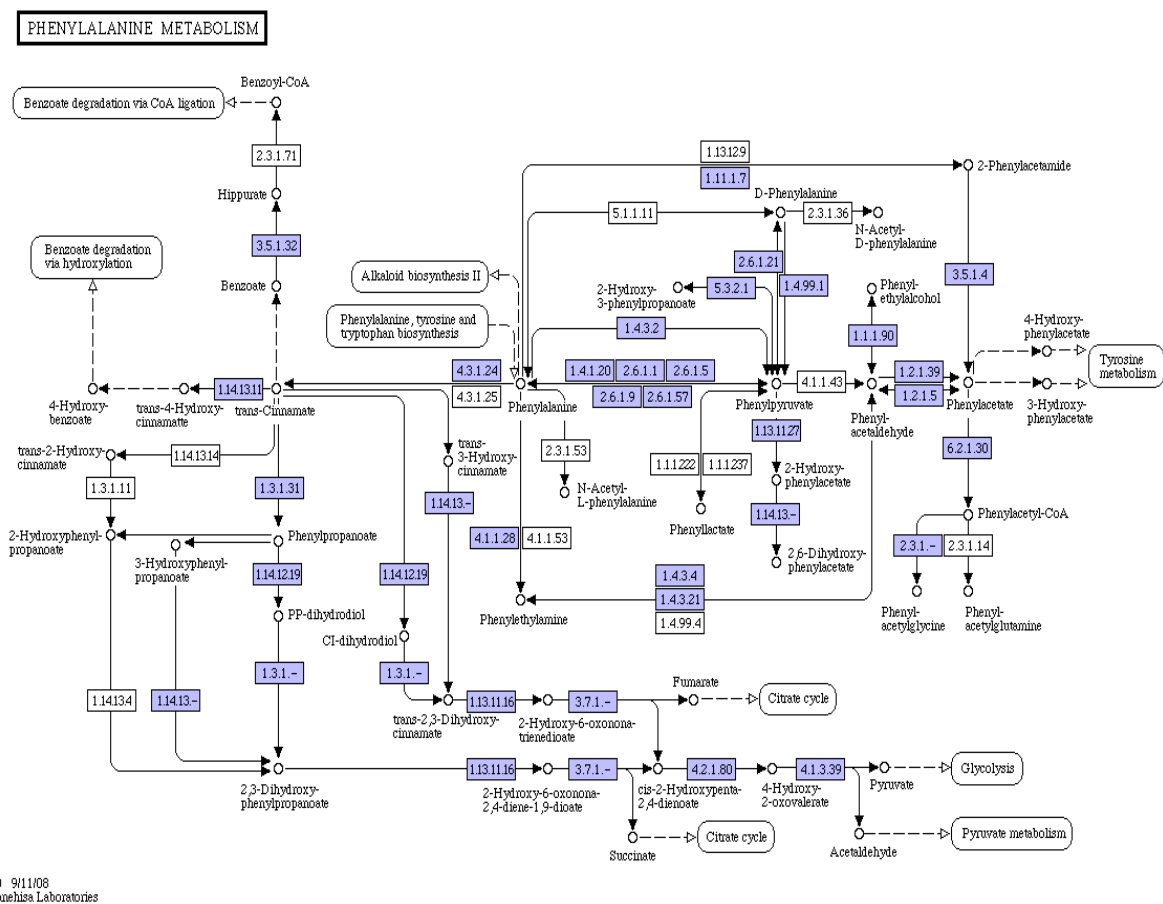 PHENYLALANINE METABOLISM
Benzoyl-CoA
Benzoate degradation via CoA ligation
2.3.1.71
Hippurate
3.5.1.32
Benzoate degradation
via hydroxylation
Benzoate
1.13.12.9
1.11.1.7
2-Phenylacetamide
D-Phenylalanine
5.1.1.11
2.3.1.36
N-Acetyl-
D-phenylalanine
Alkaloid biosynthesis II
2.6.1.21
1.4.99.1
3.5.1.4
2-Hydroxy-
3-phenylpropanoate
5.3.2.1
Phenyl-
ethylalcohol
Phenylalanine, tyrosine and
tryptophan biosynthesis
1.4.3.2
1.1.1.90
4-Hydroxy-
phenylacetate
Tyrosine
metabolism
4.3.1.24
4.3.1.25
1.4.1.20
2.6.1.1
2.6.1.5
2.6.1.9
2.6.1.57
4.1.1.43
1.2.1.39
1.2.1.5
1.14.13.11
4-Hydroxy-
benzoate
trans-4-Hydroxy-
cinnamatte
trans-Cinnamate
Phenylalanine
Phenylpyruvate
Phenyl-
acetaldehyde
Phenylacetate
3-Hydroxy-
phenylacetate
trans-2-Hydroxy-
cinnamate
1.14.13.14
trans-
3-Hydroxy-
cinnamate
2.3.1.53
1.13.11.27
6.2.1.30
1.1.1.222
1.1.1.237
2-Hydroxy-
phenylacetate
1.3.1.11
1.3.1.31
1.14.13.-
N-Acetyl-
L-phenylalanine
Phenyllactate
1.14.13.-
Phenylacetyl-CoA
2-Hydroxyphenyl-
propanoate
Phenylpropanoate
3-Hydroxyphenyl-
propanoate
4.1.1.28
4.1.1.53
2.3.1.-
2.3.1.14
2,6-Dihydroxy-
phenylacetate
1.14.12.19
1.14.12.19
1.4.3.4
1.4.3.21
1.4.99.4
PP-dihydrodiol
CI-dihydrodiol
Phenylethylamine
Phenyl-
acetylglycine
Phenyl-
acetylglutamine
1.14.13.4
1.14.13.-
1.3.1.-
1.3.1.-
trans-2,3-Dihydroxy-
cinnamate
1.13.11.16
2-Hydroxy-6-oxonona-
trienedioate
3.7.1.-
Fumarate
Citrate cycle
2,3-Dihydroxy-
phenylpropanoate
1.13.11.16
2-Hydroxy-6-oxonona-
2,4-diene-1,9-dioate
3.7.1.-
cis-2-Hydroxypenta-
2,4-dienoate
4.2.1.80
4-Hydroxy-
2-oxovalerate
4.1.3.39
Pyruvate
Glycolysis
Succinate
Citrate cycle
Acetaldehyde
Pyruvate metabolism
9/11/08
nehisa Laboratories